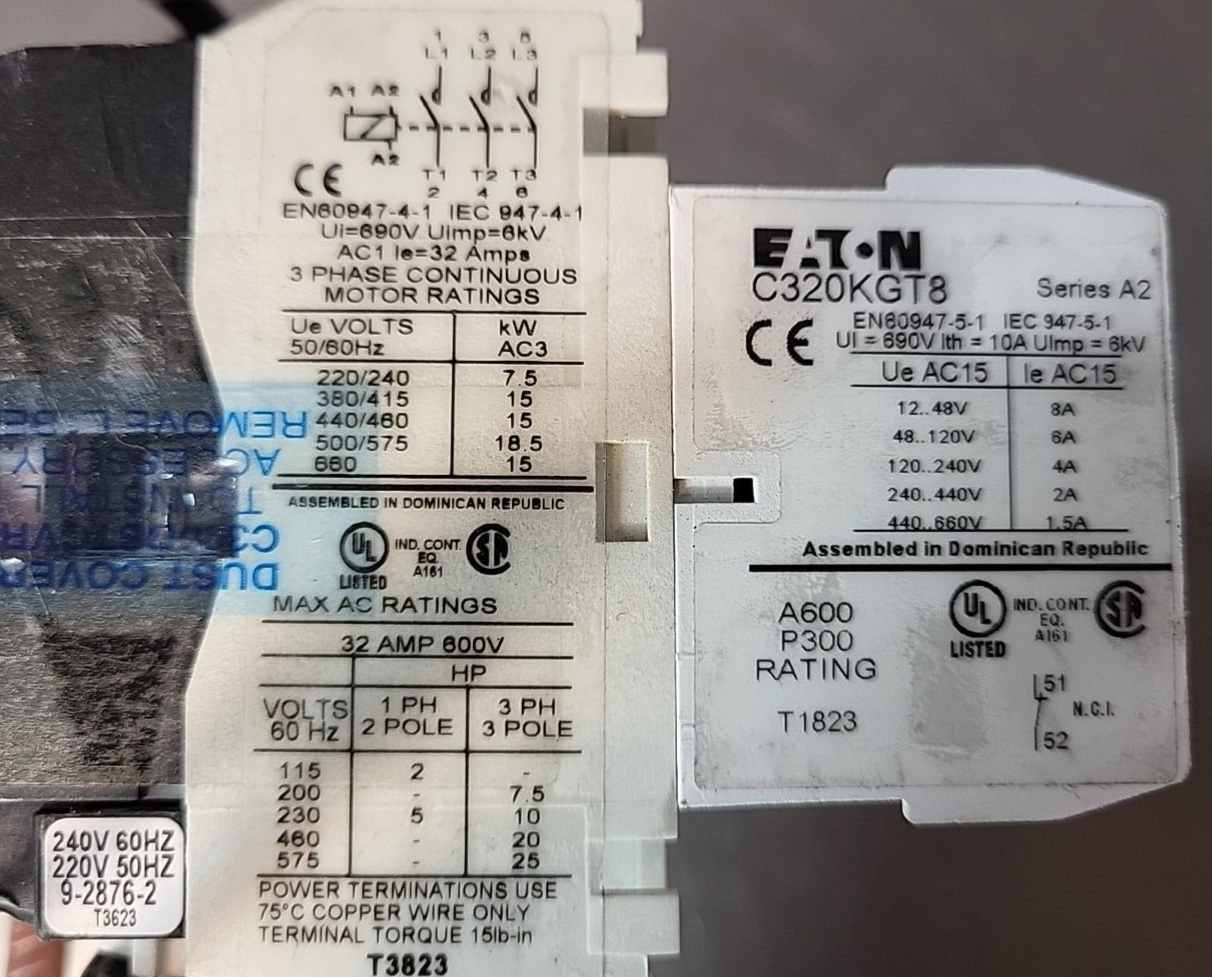 1 3 5
L1 L2 L3
A1 A2
A2
T1 T2 T3
2 4 6
CE
EN60947-4-1 IEC 947-4-1
Ui=690V Uimp=6kV
AC1 Ie=32 Amps
3 PHASE CONTINUOUS
MOTOR RATINGS
Ue VOLTS kW
50/60Hz AC3
220/240 7.5
380/415 15
440/460 15
500/575 18.5
660 15
ASSEMBLED IN DOMINICAN REPUBLIC
UL LISTED
IND. CONT.
EQ.
A161
SA
MAX AC RATINGS
32 AMP 600V
HP
VOLTS 1 PH 3 PH
60 Hz 2 POLE 3 POLE
115 2 -
200 - 7.5
230 5 10
460 - 20
575 - 25
POWER TERMINATIONS USE
75°C COPPER WIRE ONLY
TERMINAL TORQUE 15lb-in
T3823
DUST COVER
TO INSTALL
REMOVE
240V 60HZ
220V 50HZ
9-2876-2
T3623
EATON
C320KGT8 Series A2
CE
EN60947-5-1 IEC 947-5-1
UI = 690V Ith = 10A UImp = 6kV
Ue AC15 Ie AC15
12..48V 8A
48..120V 6A
120..240V 4A
240..440V 2A
440..660V 1.5A
Assembled in Dominican Republic
A600
P300
RATING
T1823
UL LISTED
IND. CONT.
EQ.
A161
SA
51
N.C.I.
52